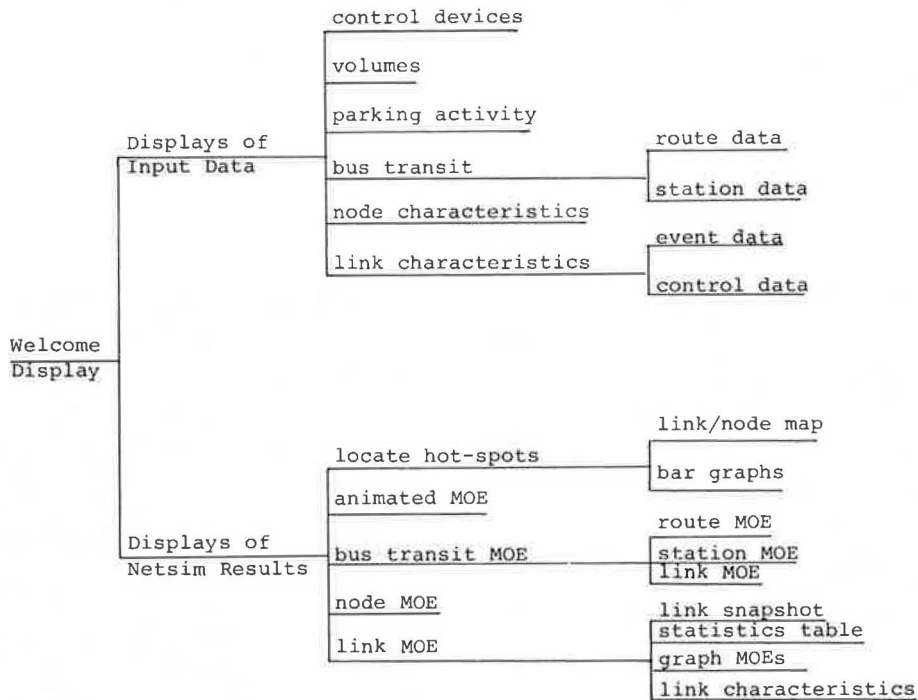 control devices
volumes
parking activity
Displays of
Input Data
bus transit
route data
station data
node characteristics
link characteristics
event data
control data
Welcome
Display
locate hot-spots
link/node map
bar graphs
animated MOE
Displays of
Netsim Results
bus transit MOE
route MOE
station MOE
link MOE
node MOE
link MOE
link snapshot
statistics table
graph MOEs
link characteristics